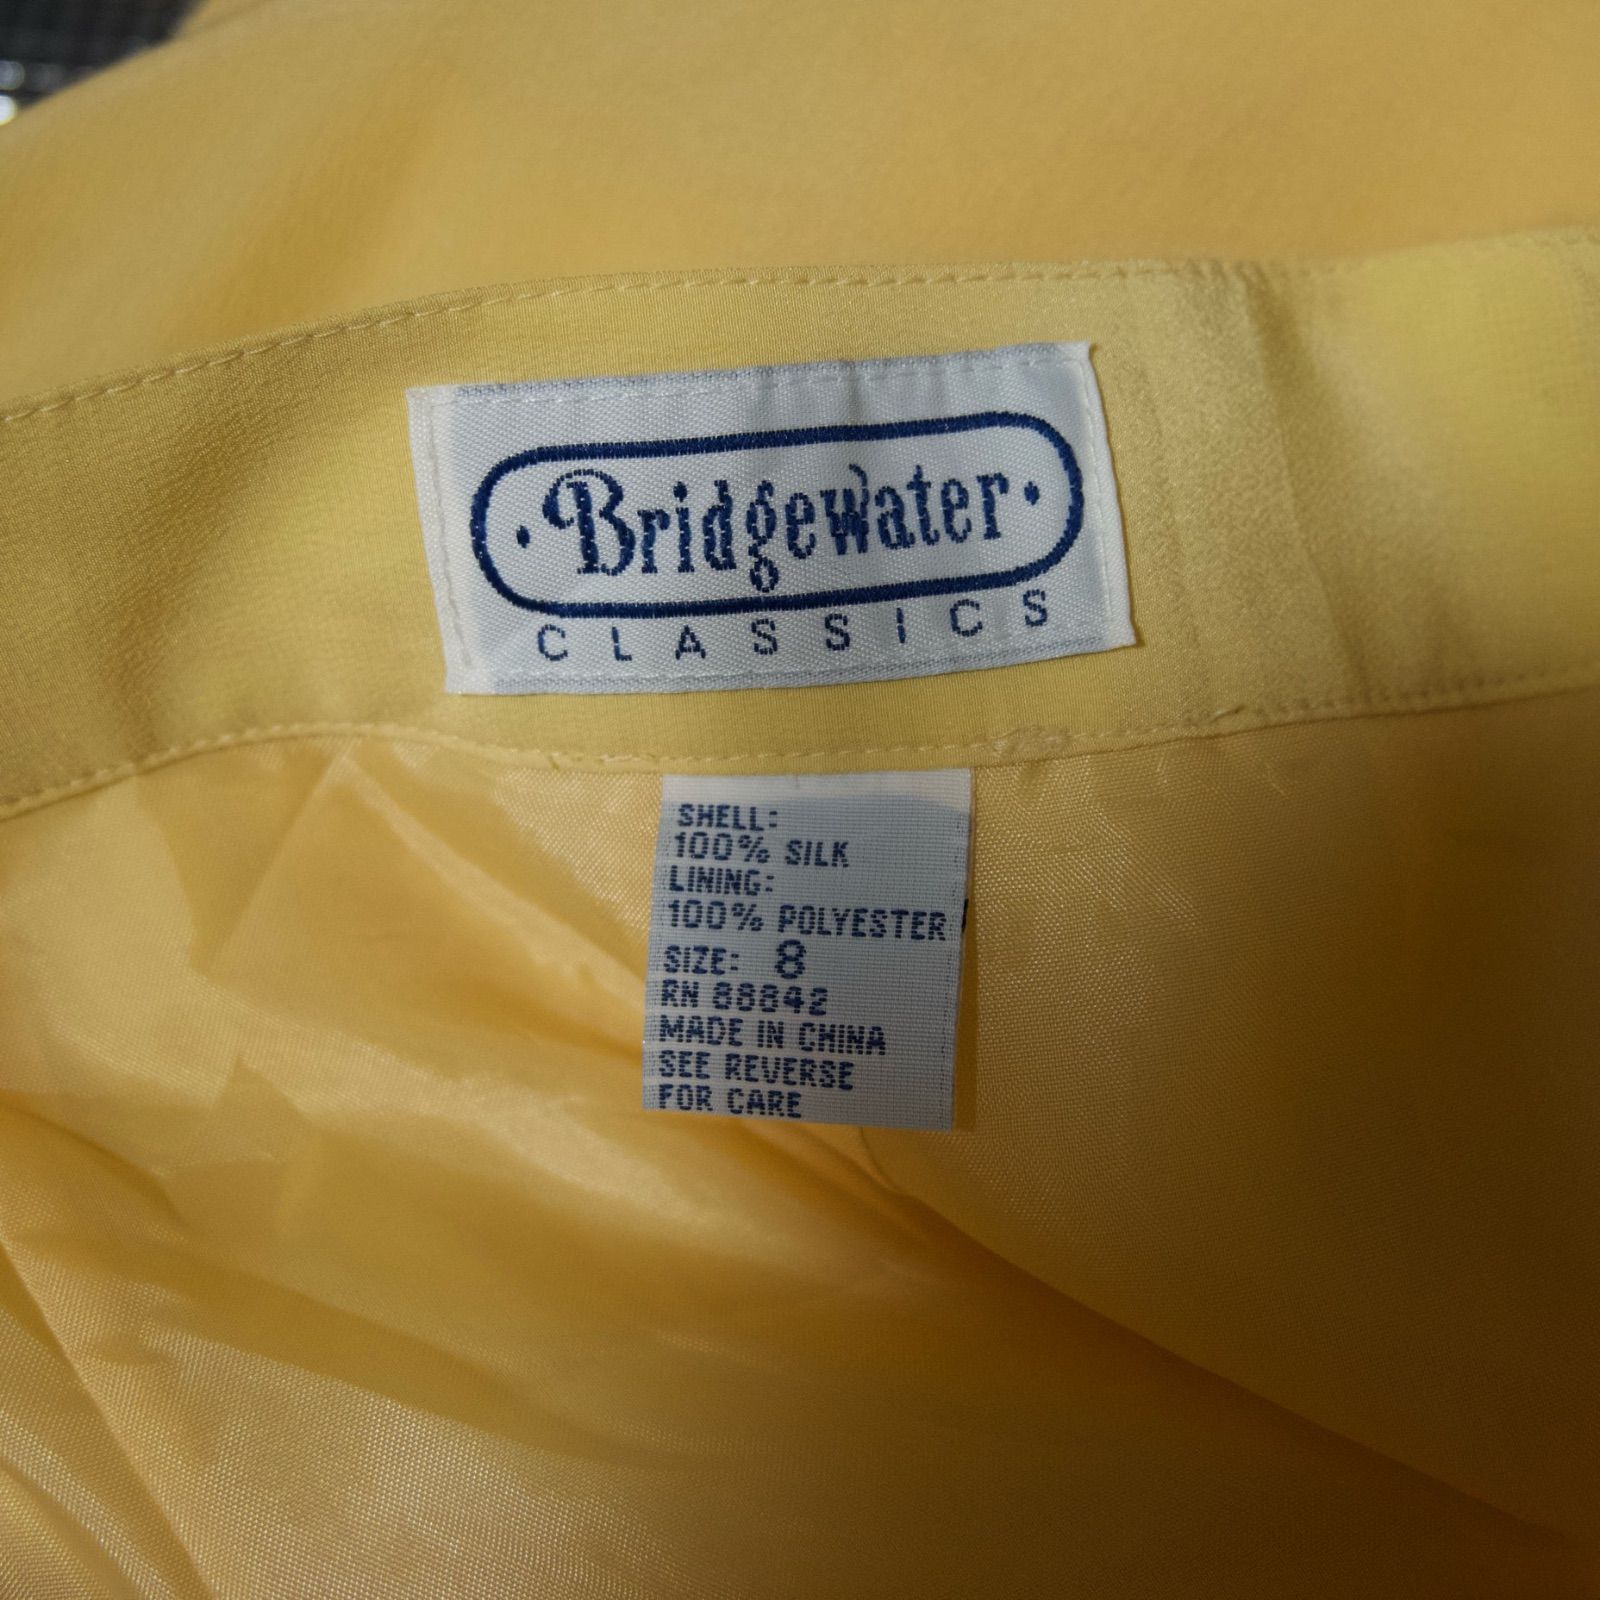 Bridgewater
CLASSICS
SHELL:
100% SILK
LINING:
100% POLYESTER
SIZE: 8
RN 88842
MADE IN CHINA
SEE REVERSE
FOR CARE